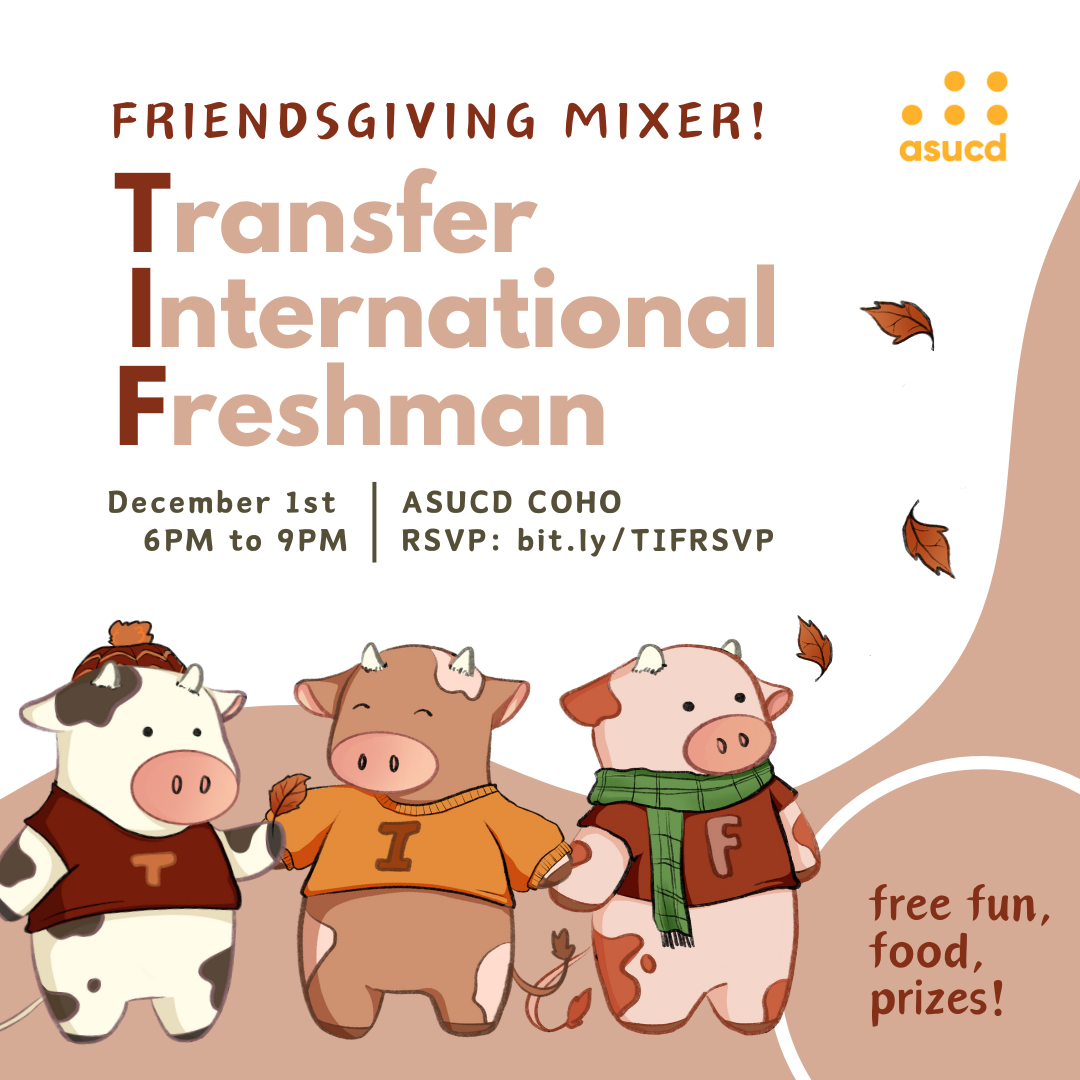 FRIENDSGIVING MIXER!
asucd
Transfer
International
Freshman
December 1st
6PM to 9PM
ASUCD COHO
RSVP: bit.ly/TIFRSVP
T
I
F
free fun,
food,
prizes!